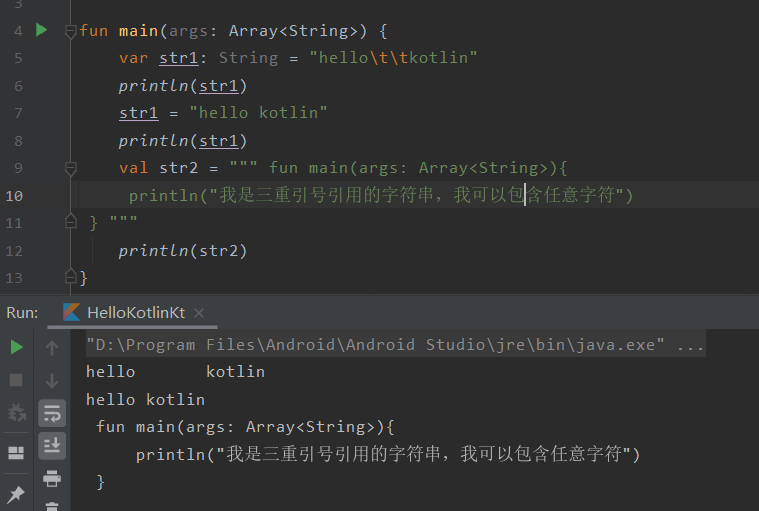 3
4 fun main(args: Array<String>) {
5     var str1: String = "hello\t\tkotlin"
6     println(str1)
7     str1 = "hello kotlin"
8     println(str1)
9     val str2 = """ fun main(args: Array<String>){
10      println("我是三重引号引用的字符串，我可以包含任意字符")
11  } """
12     println(str2)
13 }
Run: HelloKotlinKt ×
"D:\Program Files\Android\Android Studio\jre\bin\java.exe" ...
hello       kotlin
hello kotlin
 fun main(args: Array<String>){
     println("我是三重引号引用的字符串，我可以包含任意字符")
 }